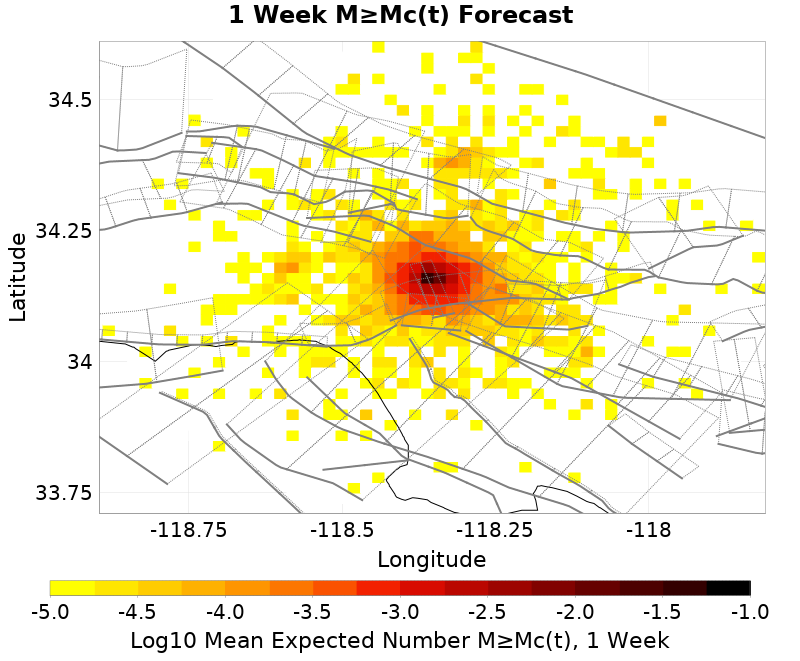 1 Week M≥Mc(t) Forecast
34.5
34.25
34
33.75
Latitude
-118.75 -118.5 -118.25 -118
Longitude
-5.0 -4.5 -4.0 -3.5 -3.0 -2.5 -2.0 -1.5 -1.0
Log10 Mean Expected Number M≥Mc(t), 1 Week